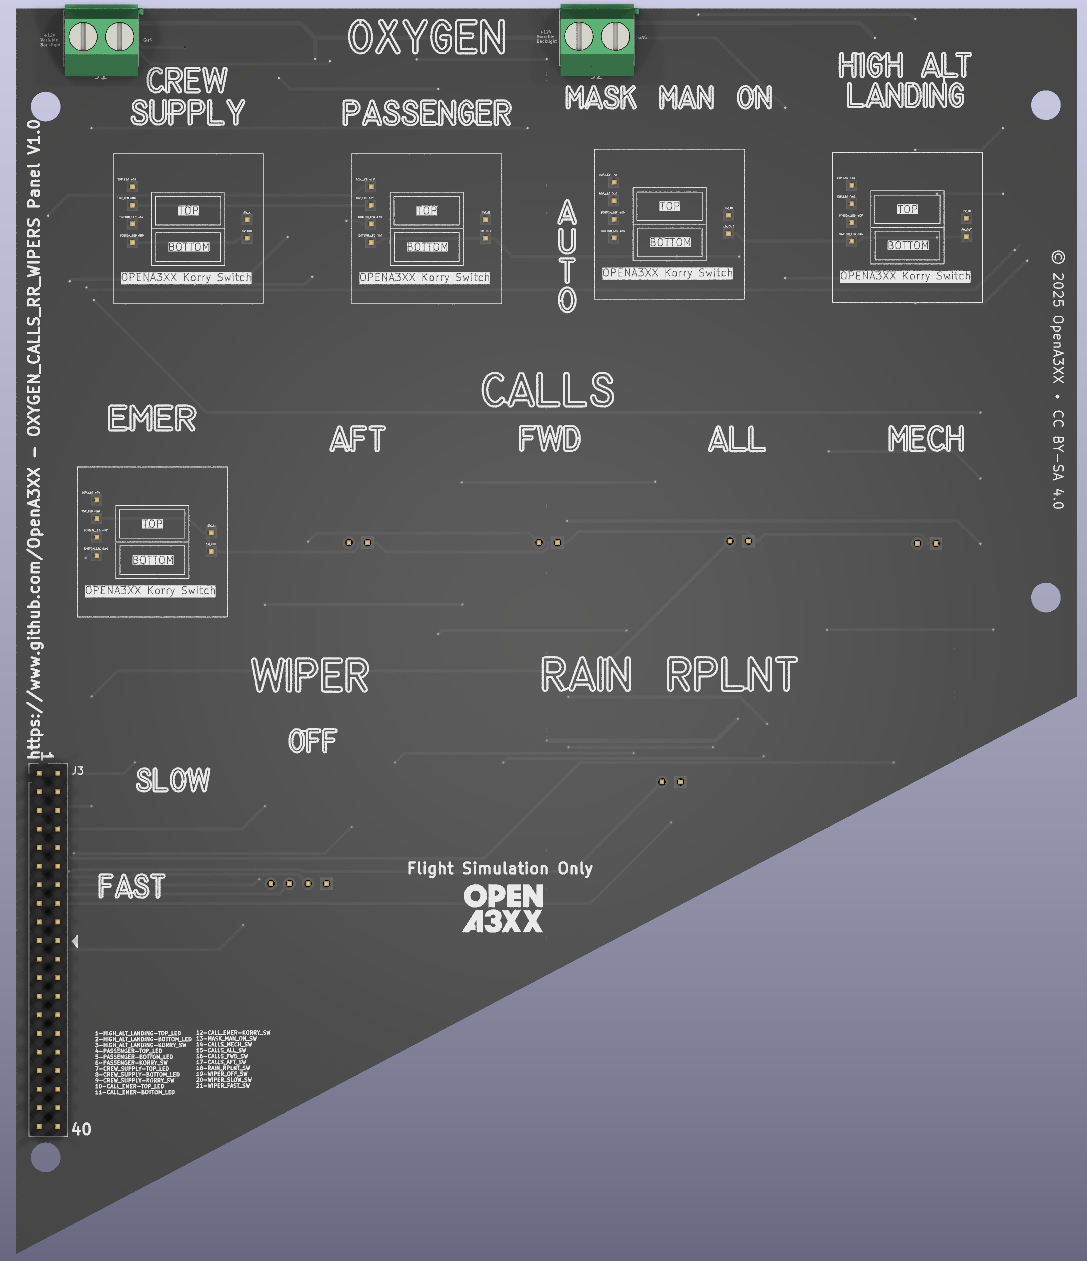 OXYGEN
CREW
SUPPLY
PASSENGER
MASK MAN ON
HIGH ALT
LANDING
TOP
BOTTOM
OPENA3XX Korry Switch
TOP
BOTTOM
OPENA3XX Korry Switch
AUTO
TOP
BOTTOM
OPENA3XX Korry Switch
TOP
BOTTOM
OPENA3XX Korry Switch
https://www.github.com/OpenA3XX - OXYGEN_CALLS_RR_WIPERS Panel V1.0
© 2025 OpenA3XX • CC BY-SA 4.0
CALLS
EMER
AFT
FWD
ALL
MECH
TOP
BOTTOM
OPENA3XX Korry Switch
WIPER
RAIN RPLNT
OFF
SLOW
FAST
1
J3
40
Flight Simulation Only
OPEN
A3XX
1-HIGH_ALT_LANDING-TOP_LED
2-HIGH_ALT_LANDING-BOTTOM_LED
3-HIGH_ALT_LANDING-KORRY_SW
4-PASSENGER-TOP_LED
5-PASSENGER-BOTTOM_LED
6-PASSENGER-KORRY_SW
7-CREW_SUPPLY-TOP_LED
8-CREW_SUPPLY-BOTTOM_LED
9-CREW_SUPPLY-KORRY_SW
10-CALL_EMER-TOP_LED
11-CALL_EMER-BOTTOM_LED
12-CALL_EMER-KORRY_SW
13-MASK_MAN_ON_SW
14-CALLS_MECH_SW
15-CALLS_ALL_SW
16-CALLS_FWD_SW
17-CALLS_AFT_SW
18-RAIN_RPLNT_SW
19-WIPER_OFF_SW
20-WIPER_SLOW_SW
21-WIPER_FAST_SW